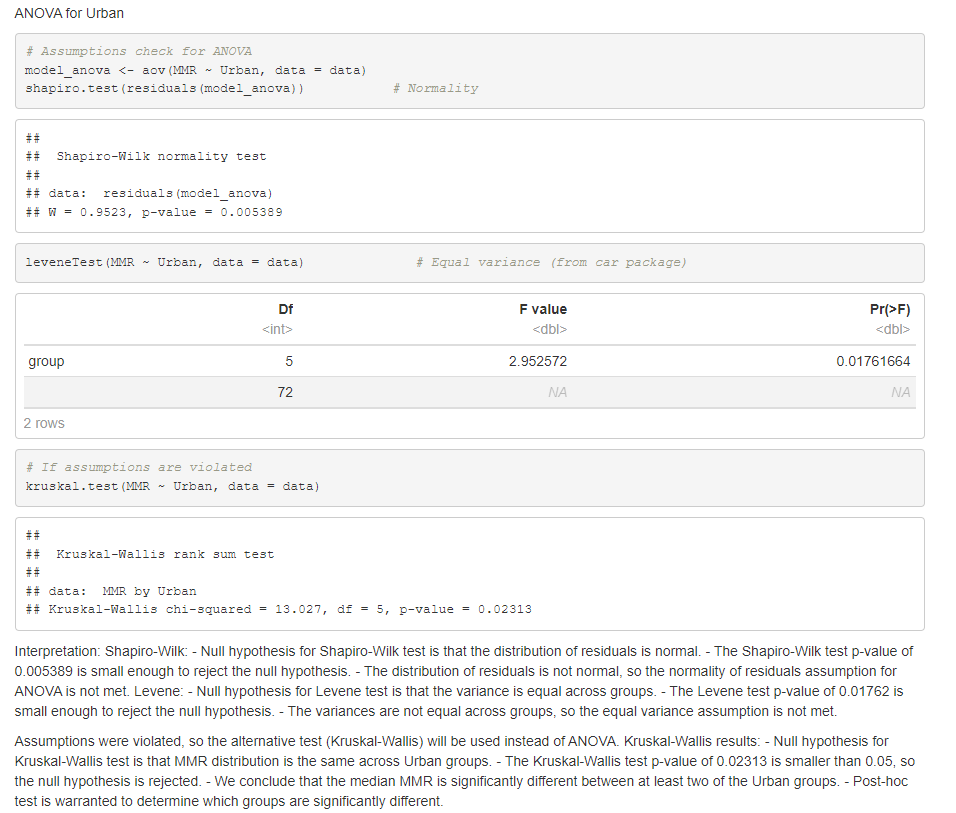 ANOVA for Urban
# Assumptions check for ANOVA
model_anova <- aov(MMR ~ Urban, data = data)
shapiro.test(residuals(model_anova)) # Normality
##
## Shapiro-Wilk normality test
##
## data: residuals(model_anova)
## W = 0.9523, p-value = 0.005389
leveneTest(MMR ~ Urban, data = data) # Equal variance (from car package)
Df F value Pr(>F)
<int> <dbl> <dbl>
group 5 2.952572 0.01761664
72 NA NA
2 rows
# If assumptions are violated
kruskal.test(MMR ~ Urban, data = data)
##
## Kruskal-Wallis rank sum test
##
## data: MMR by Urban
## Kruskal-Wallis chi-squared = 13.027, df = 5, p-value = 0.02313
Interpretation: Shapiro-Wilk: - Null hypothesis for Shapiro-Wilk test is that the distribution of residuals is normal. - The Shapiro-Wilk test p-value of
0.005389 is small enough to reject the null hypothesis. - The distribution of residuals is not normal, so the normality of residuals assumption for
ANOVA is not met. Levene: - Null hypothesis for Levene test is that the variance is equal across groups. - The Levene test p-value of 0.01762 is
small enough to reject the null hypothesis. - The variances are not equal across groups, so the equal variance assumption is not met.
Assumptions were violated, so the alternative test (Kruskal-Wallis) will be used instead of ANOVA. Kruskal-Wallis results: - Null hypothesis for
Kruskal-Wallis test is that MMR distribution is the same across Urban groups. - The Kruskal-Wallis test p-value of 0.02313 is smaller than 0.05, so
the null hypothesis is rejected. - We conclude that the median MMR is significantly different between at least two of the Urban groups. - Post-hoc
test is warranted to determine which groups are significantly different.